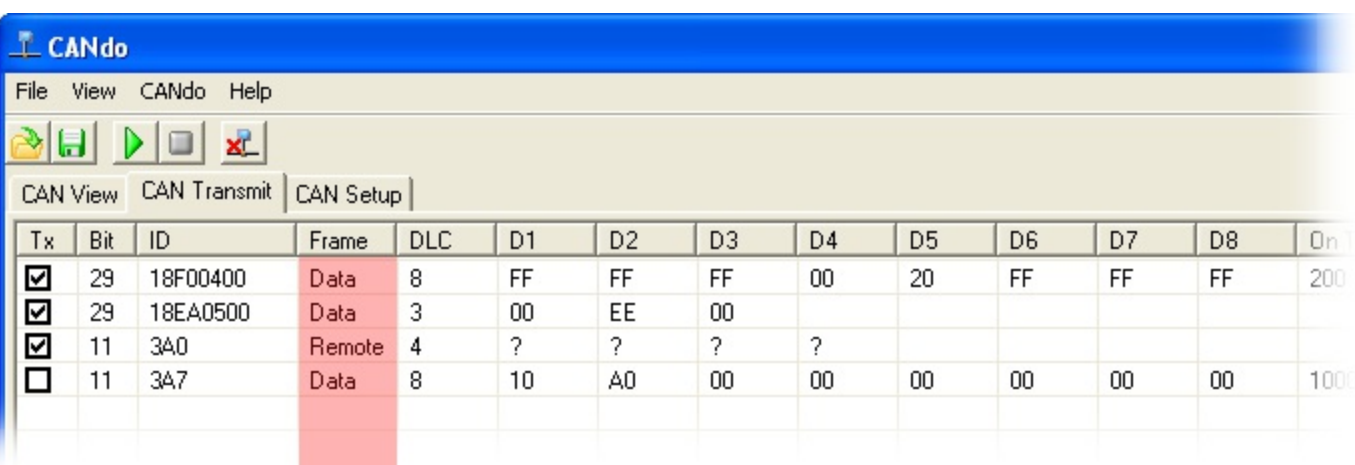 CANdo
File View CANdo Help
CAN View CAN Transmit CAN Setup
Tx Bit ID Frame DLC D1 D2 D3 D4 D5 D6 D7 D8 On
29 18F00400 Data 8 FF FF FF 00 20 FF FF FF 200
29 18EA0500 Data 3 00 EE 00
11 3A0 Remote 4 ? ? ? ?
11 3A7 Data 8 10 A0 00 00 00 00 00 00 1000